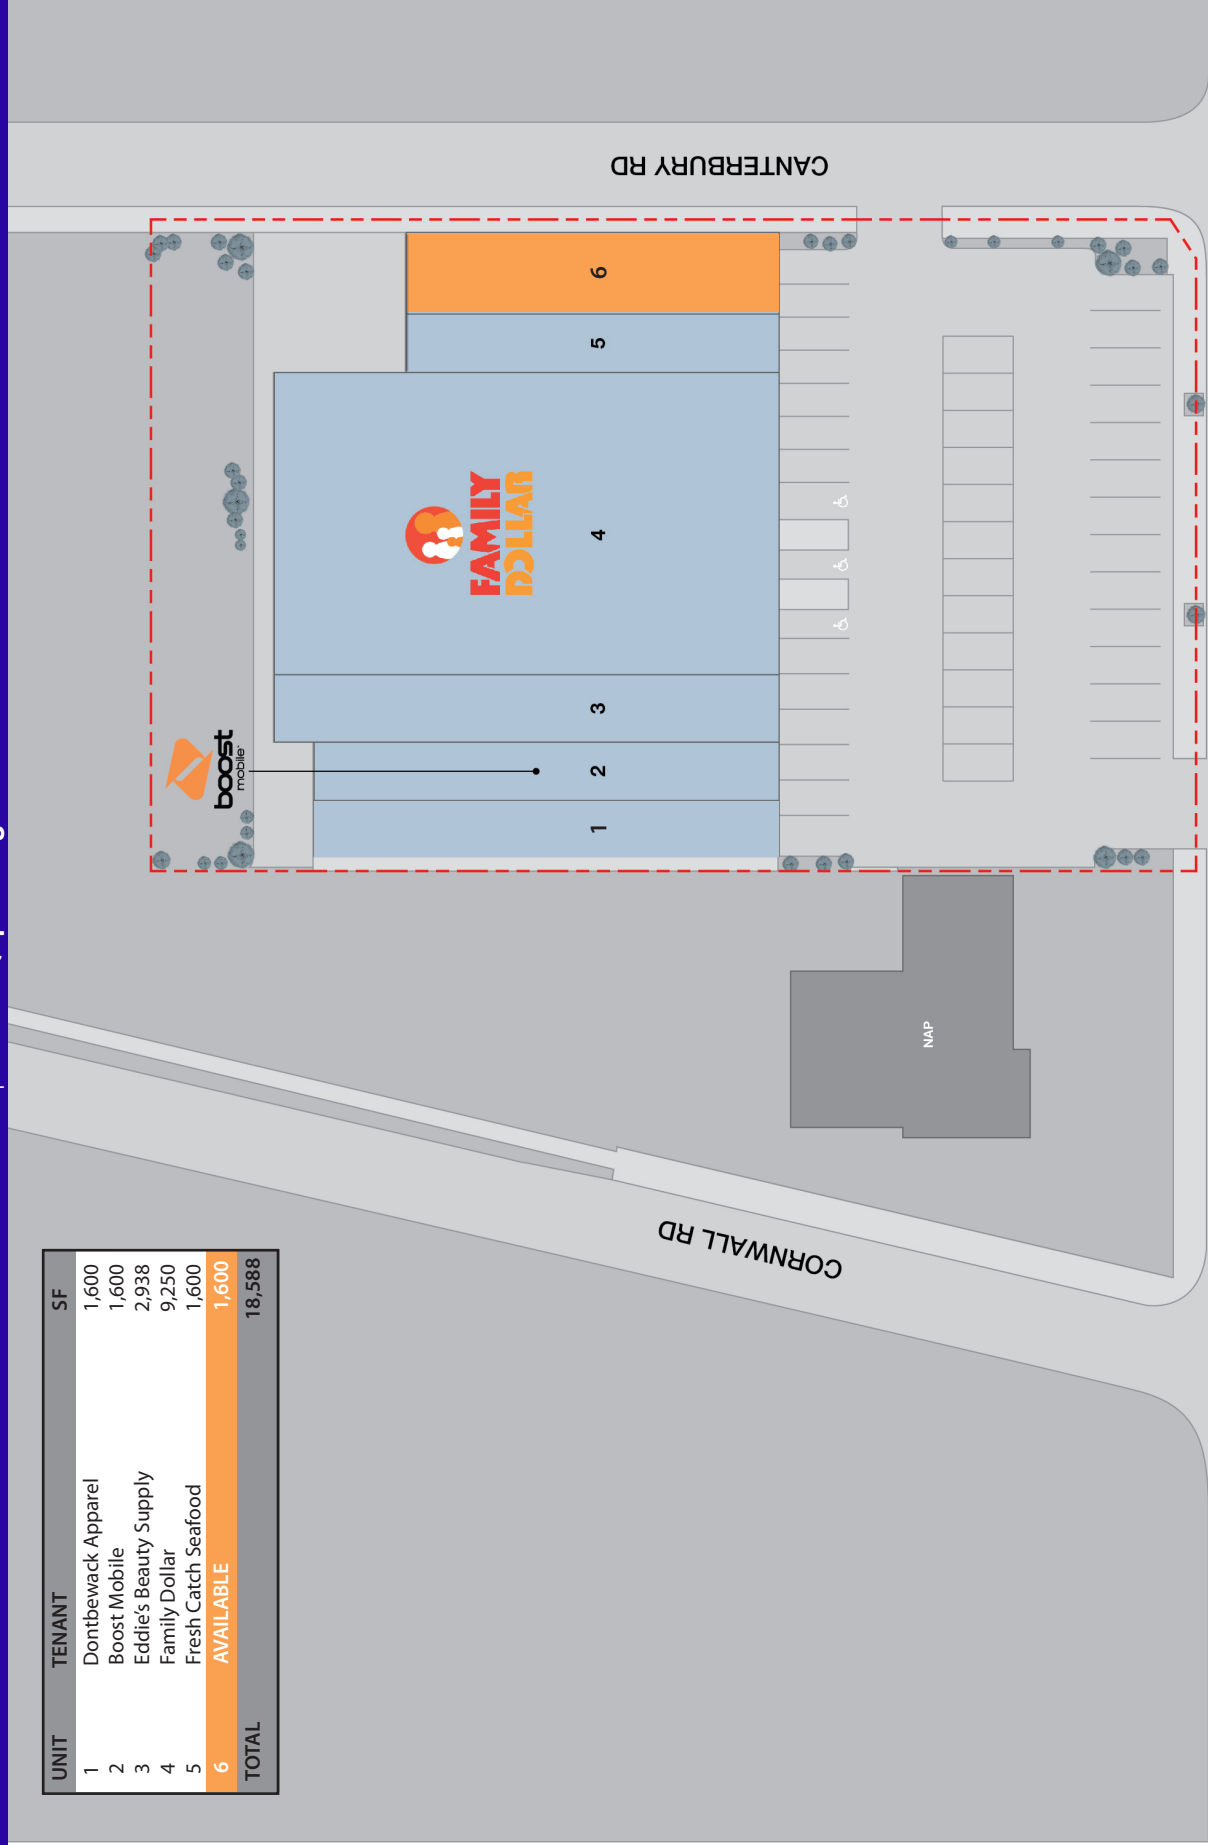 UNIT TENANT SF
1 Dontbewack Apparel 1,600
2 Boost Mobile 1,600
3 Eddie's Beauty Supply 2,938
4 Family Dollar 9,250
5 Fresh Catch Seafood 1,600
6 AVAILABLE 1,600
TOTAL 18,588
boost
mobile
FAMILY
DOLLAR
1
2
3
4
5
6
NAP
CORNWALL RD
CANTERBURY RD